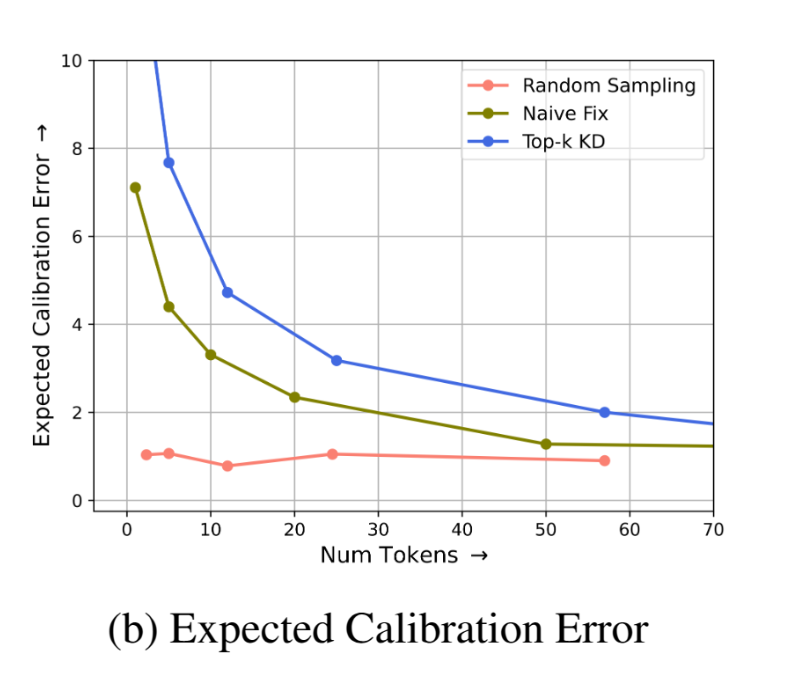 10
8
6
4
2
0
Expected Calibration Error →
Random Sampling
Naive Fix
Top-k KD
0 10 20 30 40 50 60 70
Num Tokens →
(b) Expected Calibration Error